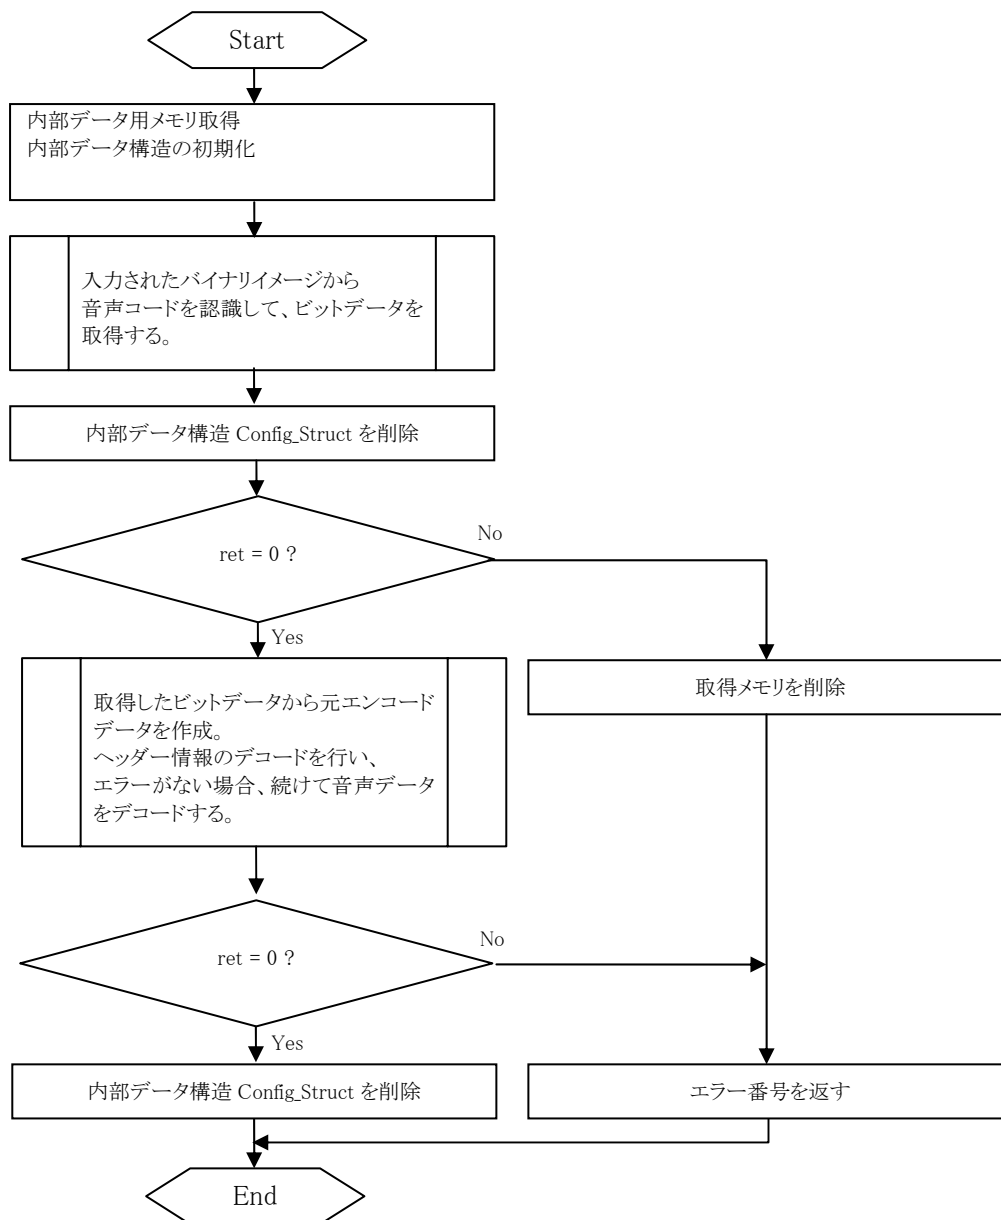 Start
内部データ用メモリ取得
内部データ構造の初期化
入力されたバイナリイメージから
音声コードを認識して、ビットデータを
取得する。
内部データ構造 Config_Struct を削除
ret = 0 ?
No
Yes
取得したビットデータから元エンコード
データを作成。
ヘッダー情報のデコードを行い、
エラーがない場合、続けて音声データ
をデコードする。
取得メモリを削除
ret = 0 ?
No
Yes
内部データ構造 Config_Struct を削除
エラー番号を返す
End